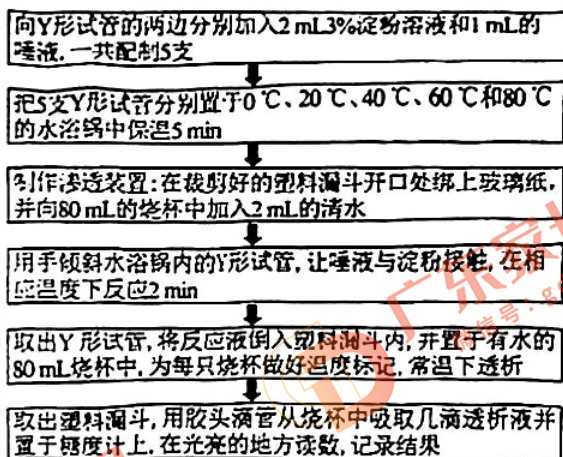 向Y形试管的两边分别加入2 mL3%淀粉溶液和1 mL的
唾液,一共配制5支
把5支Y形试管分别置于0 ℃、20 ℃、40 ℃、60 ℃和80 ℃
的水浴锅中保温5 min
制作渗透装置:在裁剪好的塑料漏斗开口处绑上玻璃纸,
并向80 mL的烧杯中加入2 mL的清水
用手倾斜水浴锅内的Y形试管,让唾液与淀粉接触,在相
应温度下反应2 min
取出Y形试管,将反应液倒入塑料漏斗内,并置于有水的
80 mL烧杯中,为每只烧杯做好温度标记,常温下透析
取出塑料漏斗,用胶头滴管从烧杯中吸取几滴透析液并
置于糖度计上,在光亮的地方读数,记录结果
广东家长
微信号: